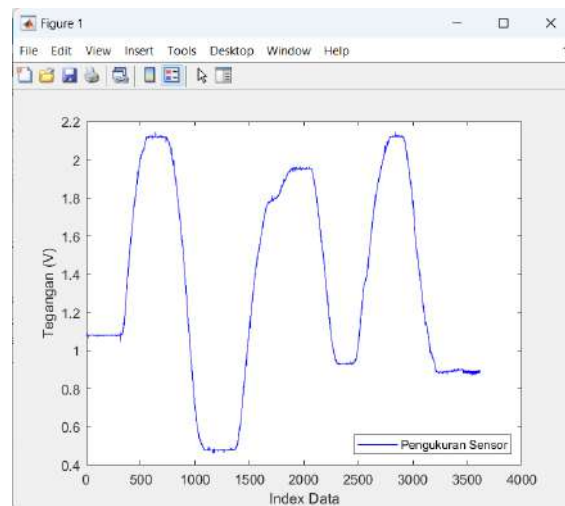 Figure 1
File Edit View Insert Tools Desktop Window Help
2.2
2
1.8
1.6
1.4
1.2
1
0.8
0.6
0.4
Tegangan (V)
Pengukuran Sensor
0 500 1000 1500 2000 2500 3000 3500 4000
Index Data